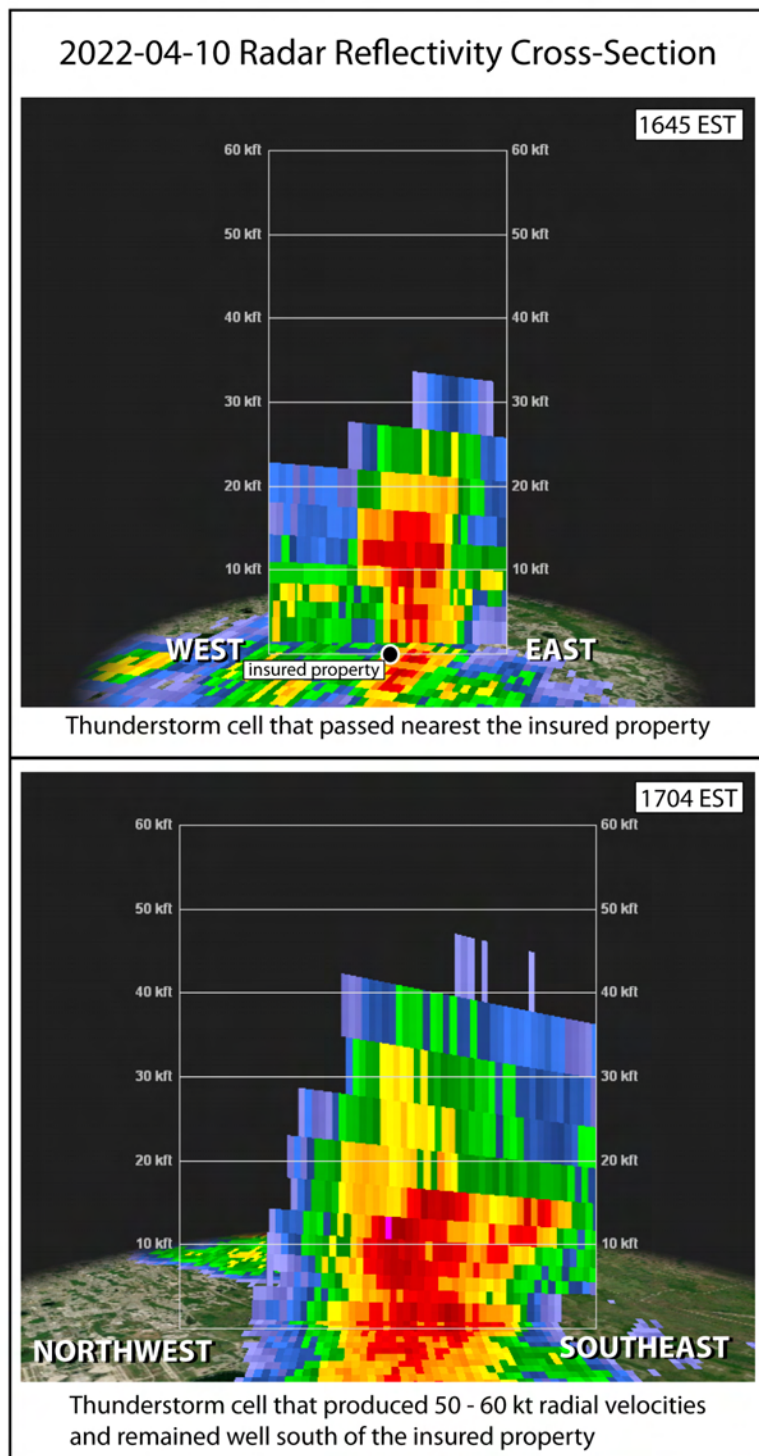 2022-04-10 Radar Reflectivity Cross-Section
1645 EST
60 kft 60 kft
50 kft 50 kft
40 kft 40 kft
30 kft 30 kft
20 kft 20 kft
10 kft 10 kft
WEST EAST
insured property
Thunderstorm cell that passed nearest the insured property
1704 EST
60 kft 60 kft
50 kft 50 kft
40 kft 40 kft
30 kft 30 kft
20 kft 20 kft
10 kft 10 kft
NORTHWEST SOUTHEAST
Thunderstorm cell that produced 50 - 60 kt radial velocities
and remained well south of the insured property